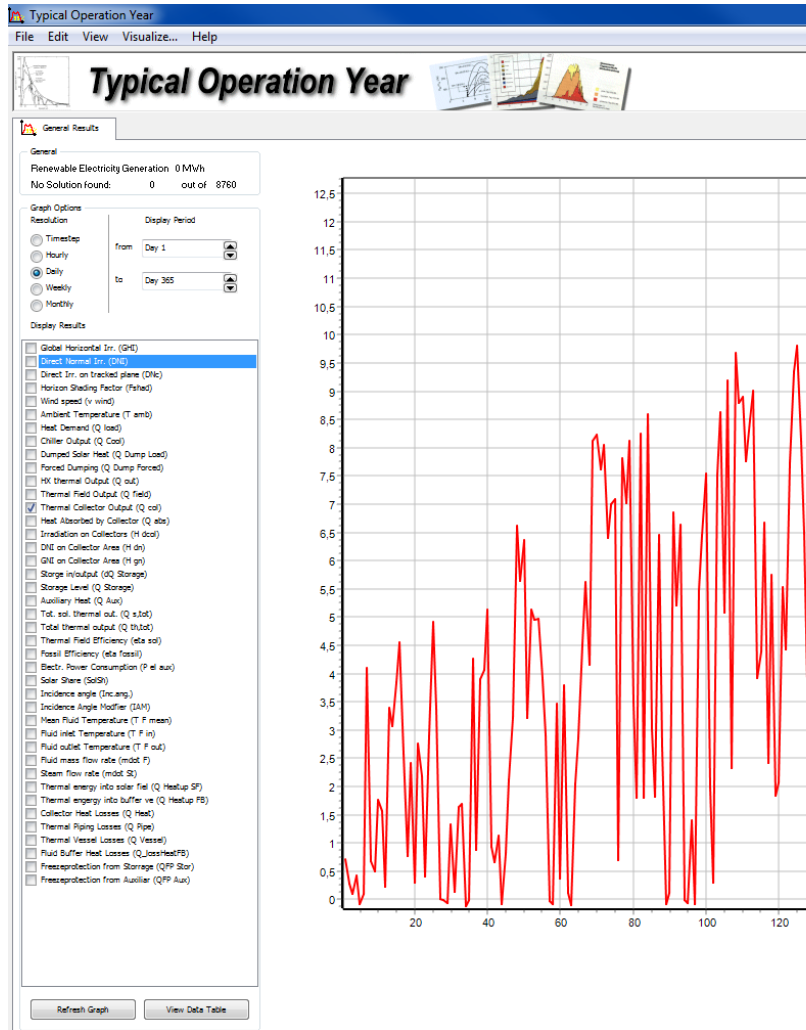 Typical Operation Year
File Edit View Visualize... Help
Typical Operation Year
General Results
General
Renewable Electricity Generation 0 MWh
No Solution found: 0 out of 8760
Graph Options
Resolution Display Period
Timestep
Hourly
from Day 1
Daily
to Day 365
Weekly
Monthly
Display Results
Global Horizontal Irr. (GHI)
Direct Normal Irr. (DNI)
Direct Irr. on tracked plane (DNc)
Horizon Shading Factor (Fshad)
Wind speed (v wind)
Ambient Temperature (T amb)
Heat Demand (Q load)
Chiller Output (Q Cool)
Dumped Solar Heat (Q Dump Load)
Forced Dumping (Q Dump Forced)
HX thermal Output (Q out)
Thermal Field Output (Q field)
Thermal Collector Output (Q col)
Heat Absorbed by Collector (Q abs)
Irradiation on Collectors (H dcol)
DNI on Collector Area (H dn)
GNI on Collector Area (H gn)
Storge in/output (dQ Storage)
Storage Level (Q Storage)
Auxiliary Heat (Q Aux)
Tot. sol. thermal out. (Q s,tot)
Total thermal output (Q th,tot)
Thermal Field Efficiency (eta sol)
Fossil Efficiency (eta fossil)
Electr. Power Consumption (P el aux)
Solar Share (SolSh)
Incidence angle (Inc.ang.)
Incidence Angle Modfier (IAM)
Mean Fluid Temperature (T F mean)
Fluid inlet Temperature (T F in)
Fluid outlet Temperature (T F out)
Fluid mass flow rate (mdot F)
Steam flow rate (mdot St)
Thermal energy into solar fiel (Q Heatup SF)
Thermal engergy into buffer ve (Q Heatup FB)
Collector Heat Losses (Q Heat)
Thermal Piping Losses (Q Pipe)
Thermal Vessel Losses (Q Vessel)
Fluid Buffer Heat Losses (Q_lossHeatFB)
Freezeprotection from Storrage (QFP Stor)
Freezeprotection from Auxiliar (QFP Aux)
Refresh Graph View Data Table
12,5
12
11,5
11
10,5
10
9,5
9
8,5
8
7,5
7
6,5
6
5,5
5
4,5
4
3,5
3
2,5
2
1,5
1
0,5
0
20 40 60 80 100 120